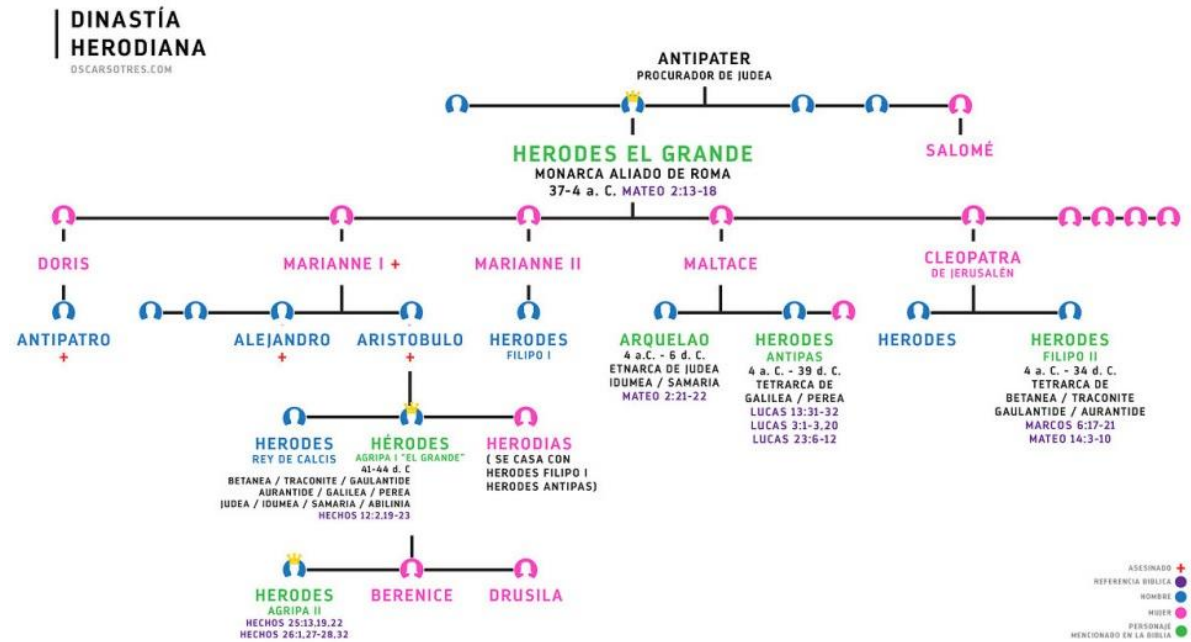 DINASTÍA
HERODIANA
OSCARSOTRES.COM
ANTIPATER
PROCURADOR DE JUDEA
SALOMÉ
HERODES EL GRANDE
MONARCA ALIADO DE ROMA
37-4 a. C. MATEO 2:13-18
DORIS
MARIANNE I +
MARIANNE II
MALTACE
CLEOPATRA
DE JERUSALÉN
ANTIPATRO
+
ALEJANDRO
+
ARISTOBULO
+
HERODES
FILIPO I
ARQUELAO
4 a.C. - 6 d. C.
ETNARCA DE JUDEA
IDUMEA / SAMARIA
MATEO 2:21-22
HERODES
ANTIPAS
4 a. C. - 39 d. C.
TETRARCA DE
GALILEA / PEREA
LUCAS 13:31-32
LUCAS 3:1-3,20
LUCAS 23:6-12
HERODES
HERODES
FILIPO II
4 a. C. - 34 d. C.
TETRARCA DE
BETANEA / TRACONITE
GAULANTIDE / AURANTIDE
MARCOS 6:17-21
MATEO 14:3-10
HERODES
REY DE CALCIS
HÉRODES
AGRIPA I "EL GRANDE"
41-44 d. C
BETANEA / TRACONITE / GAULANTIDE
AURANTIDE / GALILEA / PEREA
JUDEA / IDUMEA / SAMARIA / ABILINIA
HECHOS 12:2,19-23
HERODIAS
( SE CASA CON
HERODES FILIPO I
HERODES ANTIPAS)
HERODES
AGRIPA II
HECHOS 25:13,19,22
HECHOS 26:1,27-28,32
BERENICE
DRUSILA
ASESINADO +
REFERENCIA BIBLICA
HOMBRE
MUJER
PERSONAJE
MENCIONADO EN LA BIBLIA